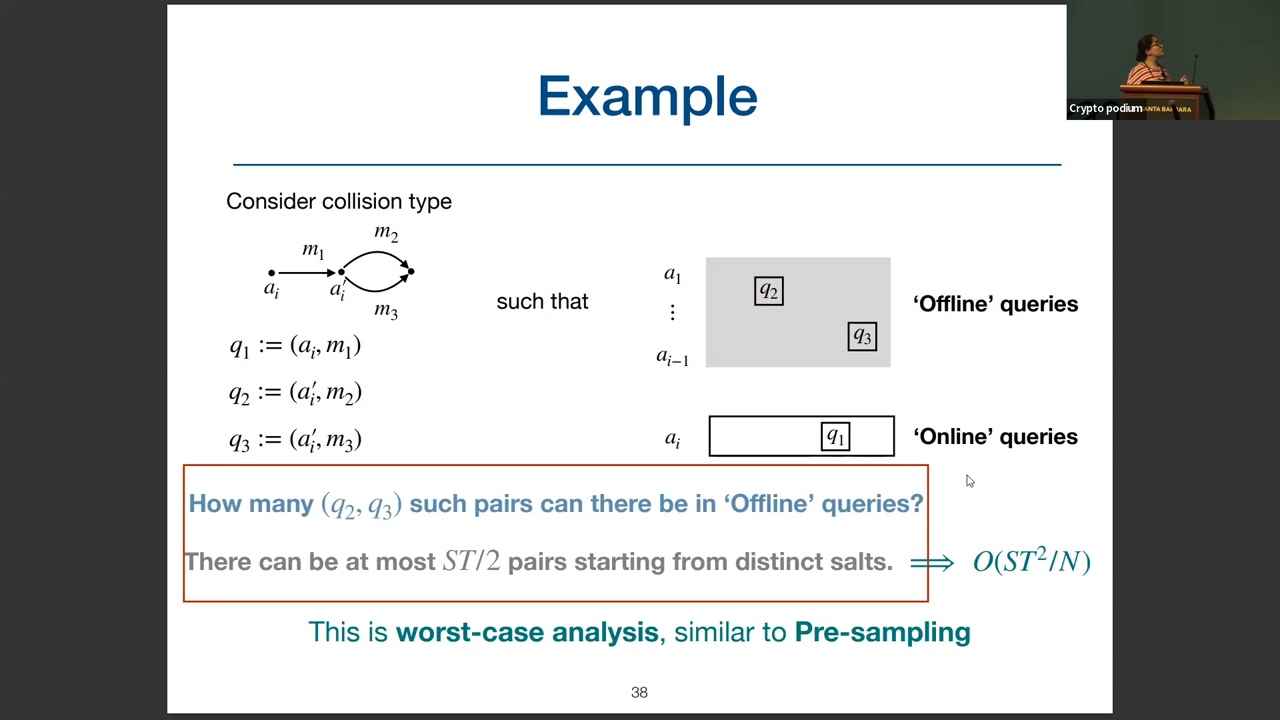 Example
Consider collision type
m₁
m₂
aᵢ
a′ᵢ
m₃
q₁ := (aᵢ, m₁)
q₂ := (a′ᵢ, m₂)
q₃ := (a′ᵢ, m₃)
such that
a₁
⋮
aᵢ₋₁
q₂
q₃
'Offline' queries
aᵢ
q₁
'Online' queries
How many (q₂, q₃) such pairs can there be in 'Offline' queries?
There can be at most ST/2 pairs starting from distinct salts. ⟹ O(ST²/N)
This is worst-case analysis, similar to Pre-sampling
38
Crypto podium